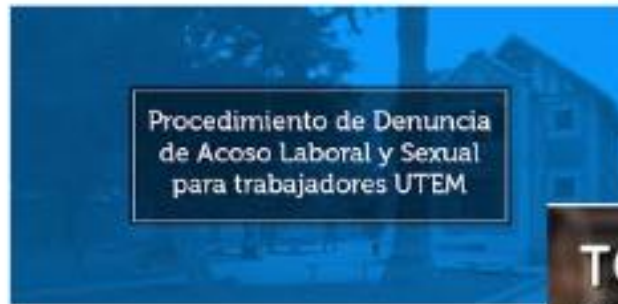 Procedimiento de Denuncia
de Acoso Laboral y Sexual
para trabajadores UTEM